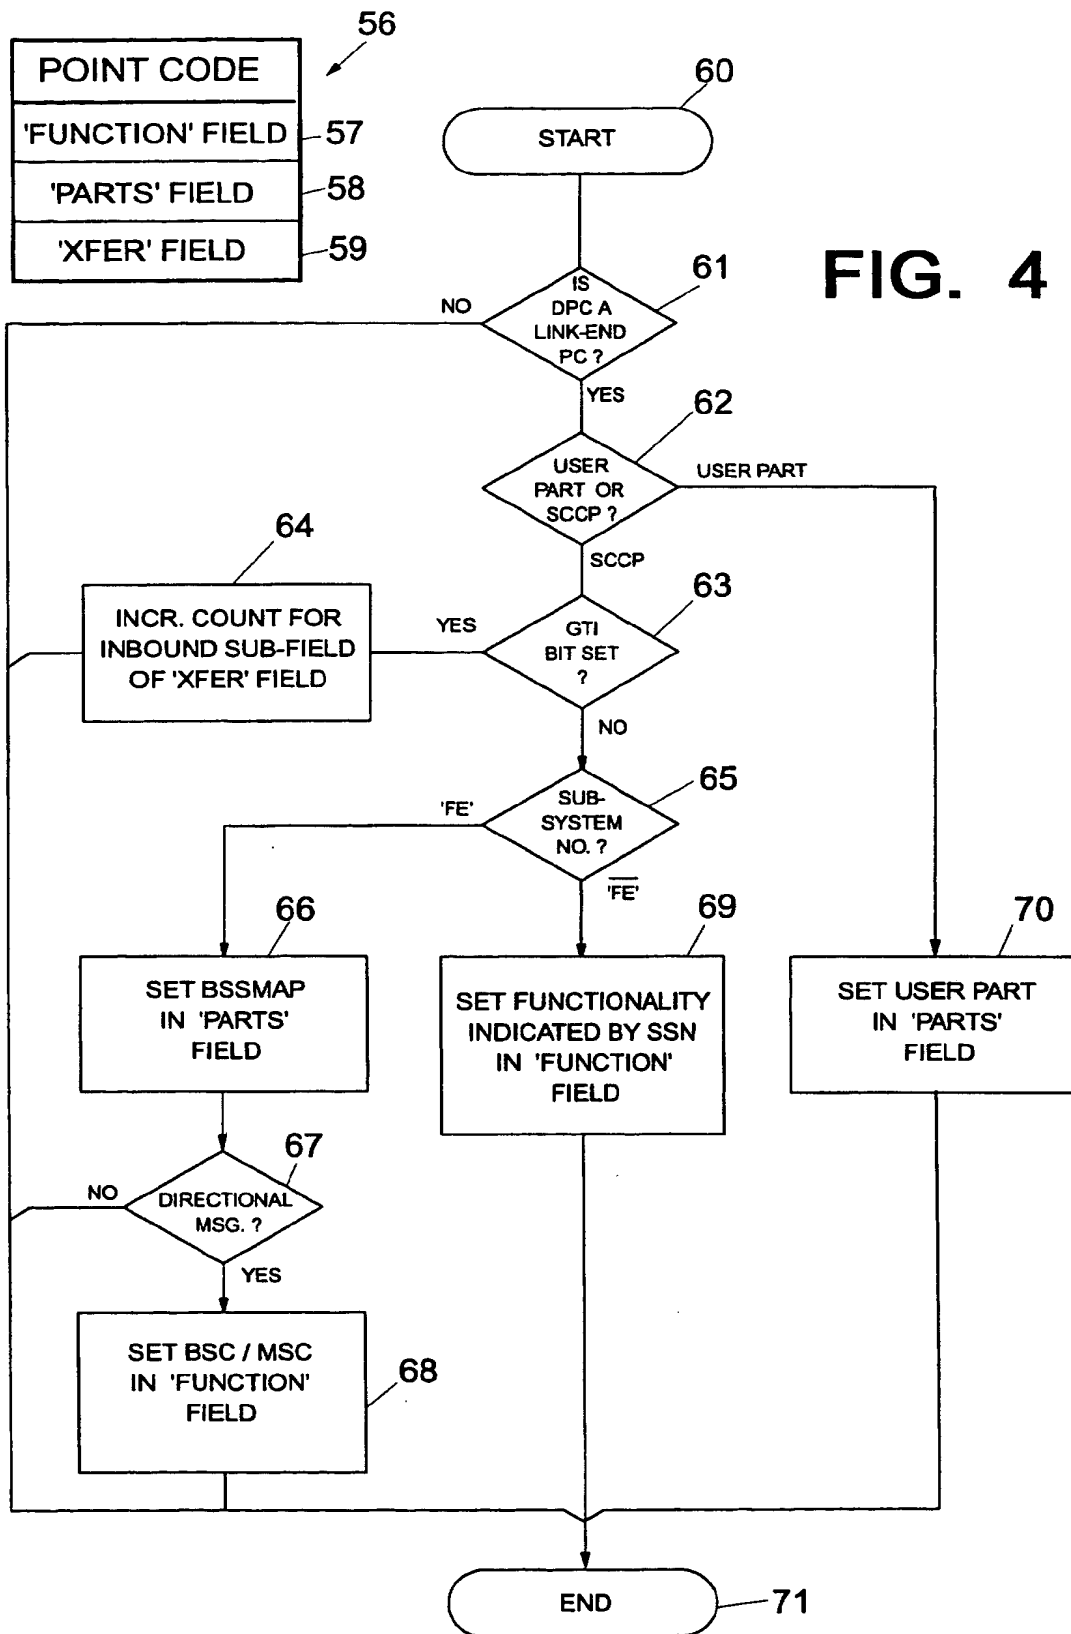 56
POINT CODE
'FUNCTION' FIELD
57
'PARTS' FIELD
58
'XFER' FIELD
59
60
START
FIG. 4
61
IS
DPC A
LINK-END
PC ?
NO
YES
62
USER
PART OR
SCCP ?
USER PART
SCCP
64
INCR. COUNT FOR
INBOUND SUB-FIELD
OF 'XFER' FIELD
YES
63
GTI
BIT SET
?
NO
65
SUB-
SYSTEM
NO. ?
'FE'
'F̅E̅'
66
SET BSSMAP
IN 'PARTS'
FIELD
69
SET FUNCTIONALITY
INDICATED BY SSN
IN 'FUNCTION'
FIELD
70
SET USER PART
IN 'PARTS'
FIELD
67
DIRECTIONAL
MSG. ?
NO
YES
SET BSC / MSC
IN 'FUNCTION'
FIELD
68
END
71